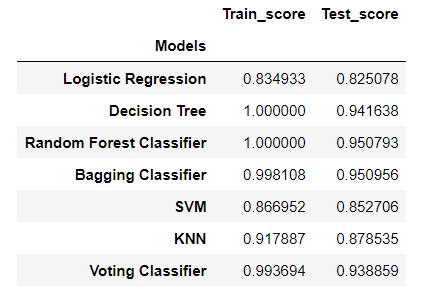 Train_score Test_score
Models
Logistic Regression 0.834933 0.825078
Decision Tree 1.000000 0.941638
Random Forest Classifier 1.000000 0.950793
Bagging Classifier 0.998108 0.950956
SVM 0.866952 0.852706
KNN 0.917887 0.878535
Voting Classifier 0.993694 0.938859